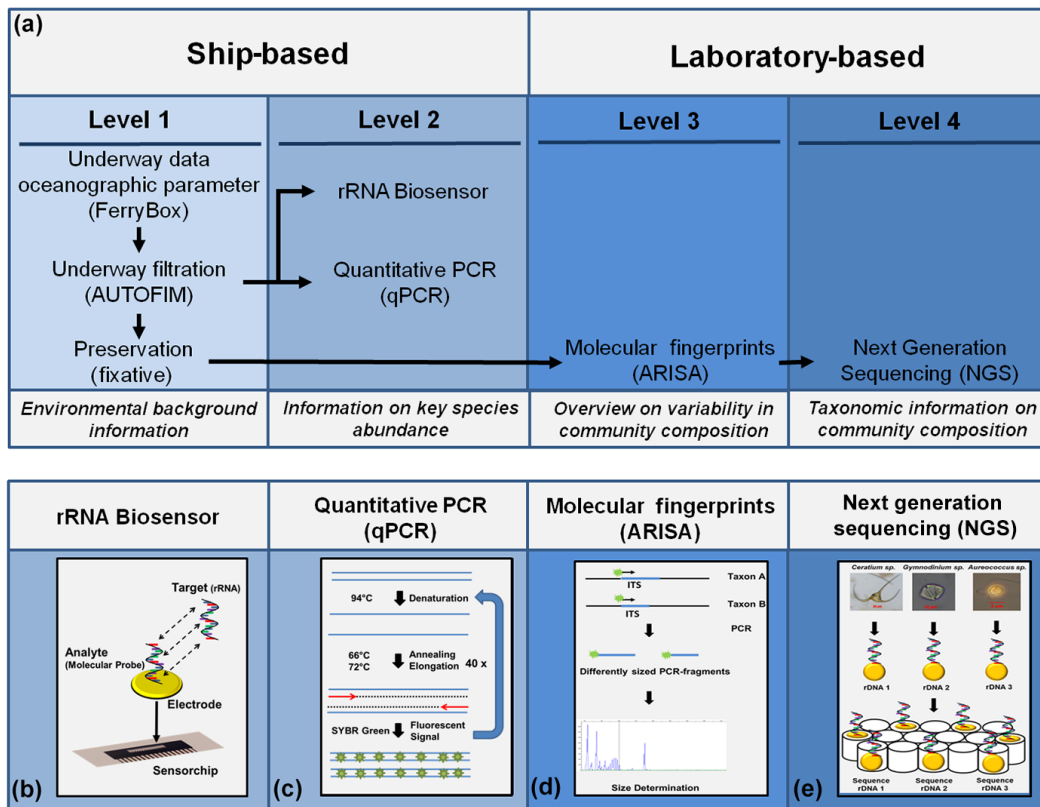 (a)
Ship-based
Laboratory-based
Level 1
Level 2
Level 3
Level 4
Underway data
oceanographic parameter
(FerryBox)
Underway filtration
(AUTOFIM)
Preservation
(fixative)
rRNA Biosensor
Quantitative PCR
(qPCR)
Molecular fingerprints
(ARISA)
Next Generation
Sequencing (NGS)
Environmental background
information
Information on key species
abundance
Overview on variability in
community composition
Taxonomic information on
community composition
rRNA Biosensor
Target (rRNA)
Analyte
(Molecular Probe)
Electrode
Sensorchip
(b)
Quantitative PCR
(qPCR)
94°C
Denaturation
66°C
72°C
Annealing
Elongation
40 x
SYBR Green
Fluorescent
Signal
(c)
Molecular fingerprints
(ARISA)
Taxon A
ITS
Taxon B
ITS
PCR
Differently sized PCR-fragments
Size Determination
(d)
Next generation
sequencing (NGS)
Ceratium sp.
Gymnodinium sp.
Aureococcus sp.
rDNA 1
rDNA 2
rDNA 3
Sequence
rDNA 1
Sequence
rDNA 2
Sequence
rDNA 3
(e)